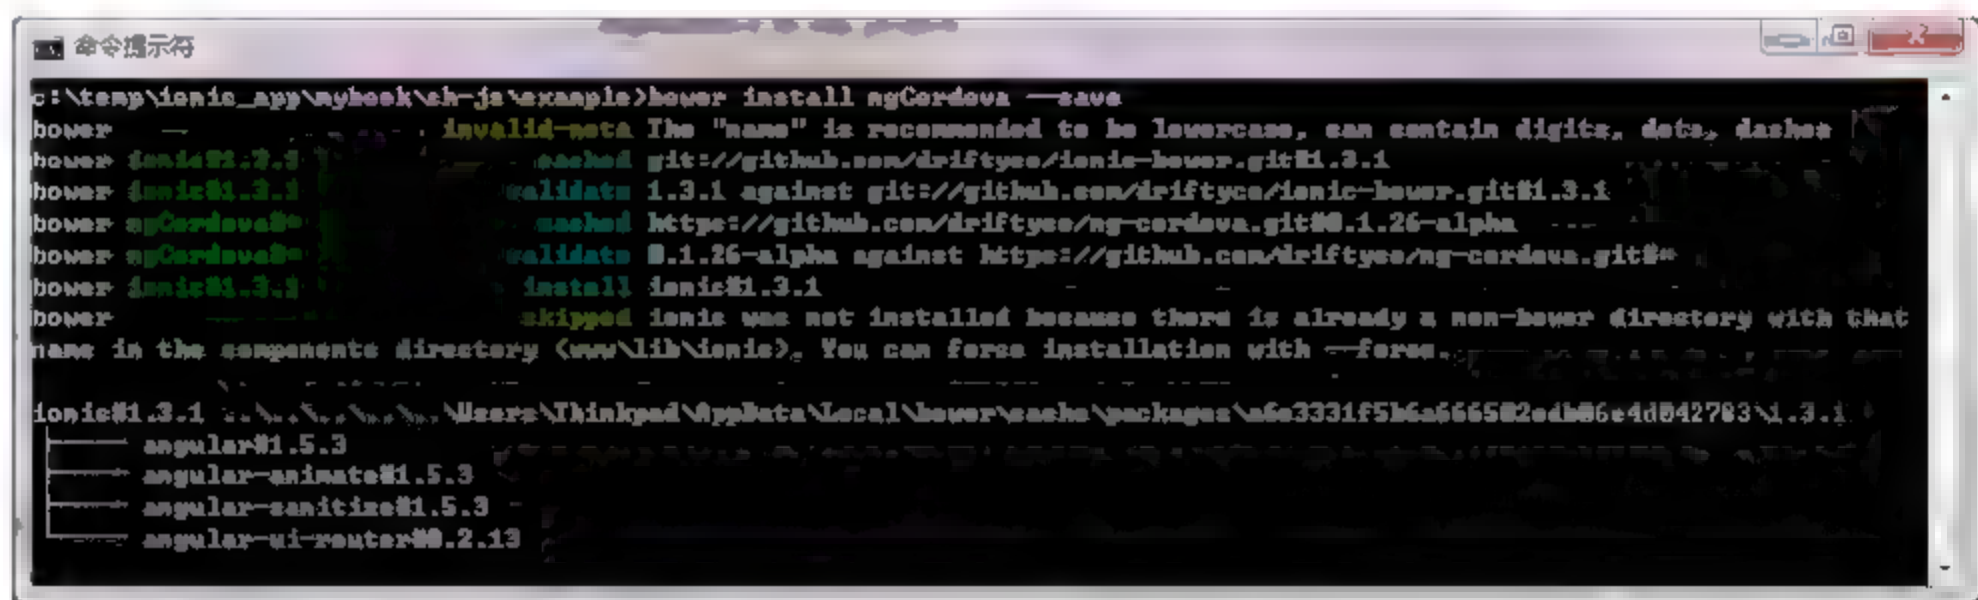 命令提示符
c:\temp\ionic_app\mybook\ch-js\example>bower install ngCordova --save
bower invalid-meta The "name" is recommended to be lowercase, can contain digits, dots, dashes
bower ionic#1.3.1 cached git://github.com/driftyco/ionic-bower.git#1.3.1
bower ionic#1.3.1 validate 1.3.1 against git://github.com/driftyco/ionic-bower.git#1.3.1
bower ngCordova#* cached https://github.com/driftyco/ng-cordova.git#0.1.26-alpha
bower ngCordova#* validate 0.1.26-alpha against https://github.com/driftyco/ng-cordova.git#*
bower ionic#1.3.1 install ionic#1.3.1
bower skipped ionic was not installed because there is already a non-bower directory with that
name in the components directory (www\lib\ionic). You can force installation with --force.
ionic#1.3.1 ..\..\..\..\..\Users\Thinkpad\AppData\Local\bower\cache\packages\
├── angular#1.5.3
├── angular-animate#1.5.3
├── angular-sanitize#1.5.3
└── angular-ui-router#0.2.13